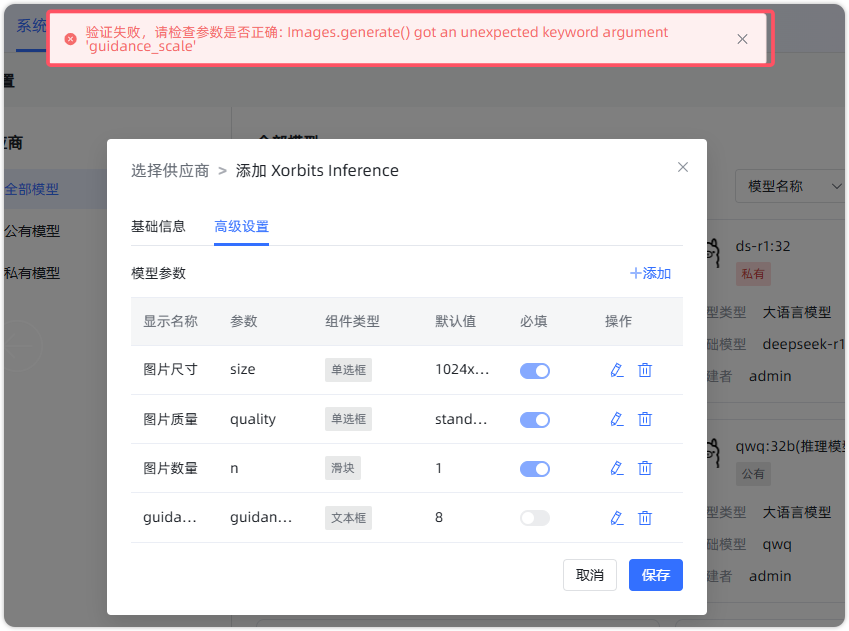 系统
验证失败，请检查参数是否正确: Images.generate() got an unexpected keyword argument
'guidance_scale'
置
应商
全部模型
公有模型
私有模型
全部模型
模型名称
选择供应商 > 添加 Xorbits Inference
基础信息 高级设置
模型参数 添加
显示名称 参数 组件类型 默认值 必填 操作
图片尺寸 size 单选框 1024x...
图片质量 quality 单选框 stand...
图片数量 n 滑块 1
guida... guidan... 文本框 8
取消 保存
ds-r1:32
私有
型类型 大语言模型
础模型 deepseek-r1
建者 admin
qwq:32b(推理模型
公有
型类型 大语言模型
础模型 qwq
建者 admin